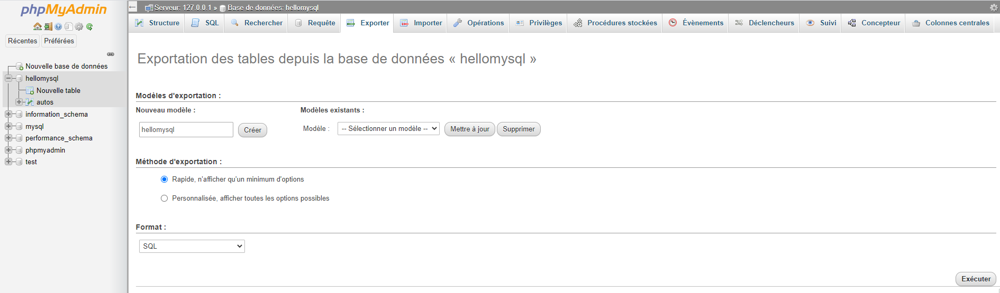 phpMyAdmin
Récentes Préférées
Nouvelle base de données
hellomysql
Nouvelle table
autos
information_schema
mysql
performance_schema
phpmyadmin
test
Serveur: 127.0.0.1 » Base de données: hellomysql
Structure SQL Rechercher Requête Exporter Importer Opérations Privilèges Procédures stockées Évènements Déclencheurs Suivi Concepteur Colonnes centrales
Exportation des tables depuis la base de données « hellomysql »
Modèles d'exportation :
Nouveau modèle : Modèles existants :
hellomysql Créer Modèle : -- Sélectionner un modèle -- Mettre à jour Supprimer
Méthode d'exportation :
Rapide, n'afficher qu'un minimum d'options
Personnalisée, afficher toutes les options possibles
Format :
SQL
Exécuter